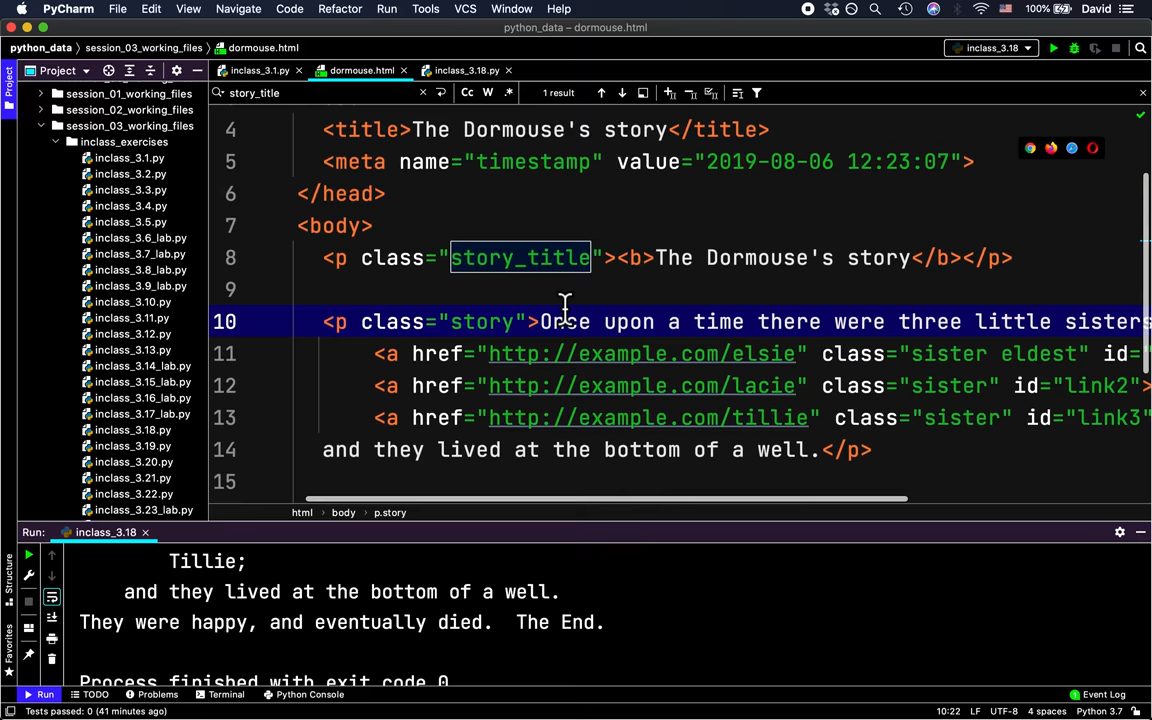 PyCharm File Edit View Navigate Code Refactor Run Tools VCS Window Help 100% David
python_data – dormouse.html
python_data session_03_working_files dormouse.html inclass_3.18
Project inclass_3.1.py dormouse.html inclass_3.18.py
story_title Cc W .* 1 result
Project
session_01_working_files
session_02_working_files
session_03_working_files
inclass_exercises
inclass_3.1.py
inclass_3.2.py
inclass_3.3.py
inclass_3.4.py
inclass_3.5.py
inclass_3.6_lab.py
inclass_3.7_lab.py
inclass_3.8_lab.py
inclass_3.9_lab.py
inclass_3.10.py
inclass_3.11.py
inclass_3.12.py
inclass_3.13.py
inclass_3.14_lab.py
inclass_3.15_lab.py
inclass_3.16_lab.py
inclass_3.17_lab.py
inclass_3.18.py
inclass_3.19.py
inclass_3.20.py
inclass_3.21.py
inclass_3.22.py
inclass_3.23_lab.py
4 <title>The Dormouse's story</title>
5 <meta name="timestamp" value="2019-08-06 12:23:07">
6 </head>
7 <body>
8 <p class="story_title"><b>The Dormouse's story</b></p>
9
10 <p class="story">Once upon a time there were three little sisters
11 <a href="http://example.com/elsie" class="sister eldest" id="
12 <a href="http://example.com/lacie" class="sister" id="link2">
13 <a href="http://example.com/tillie" class="sister" id="link3"
14 and they lived at the bottom of a well.</p>
15
html body p.story
Run: inclass_3.18
Tillie;
and they lived at the bottom of a well.
They were happy, and eventually died. The End.
Process finished with exit code 0
Structure
Favorites
Run TODO Problems Terminal Python Console 1 Event Log
Tests passed: 0 (41 minutes ago) 10:22 LF UTF-8 4 spaces Python 3.7